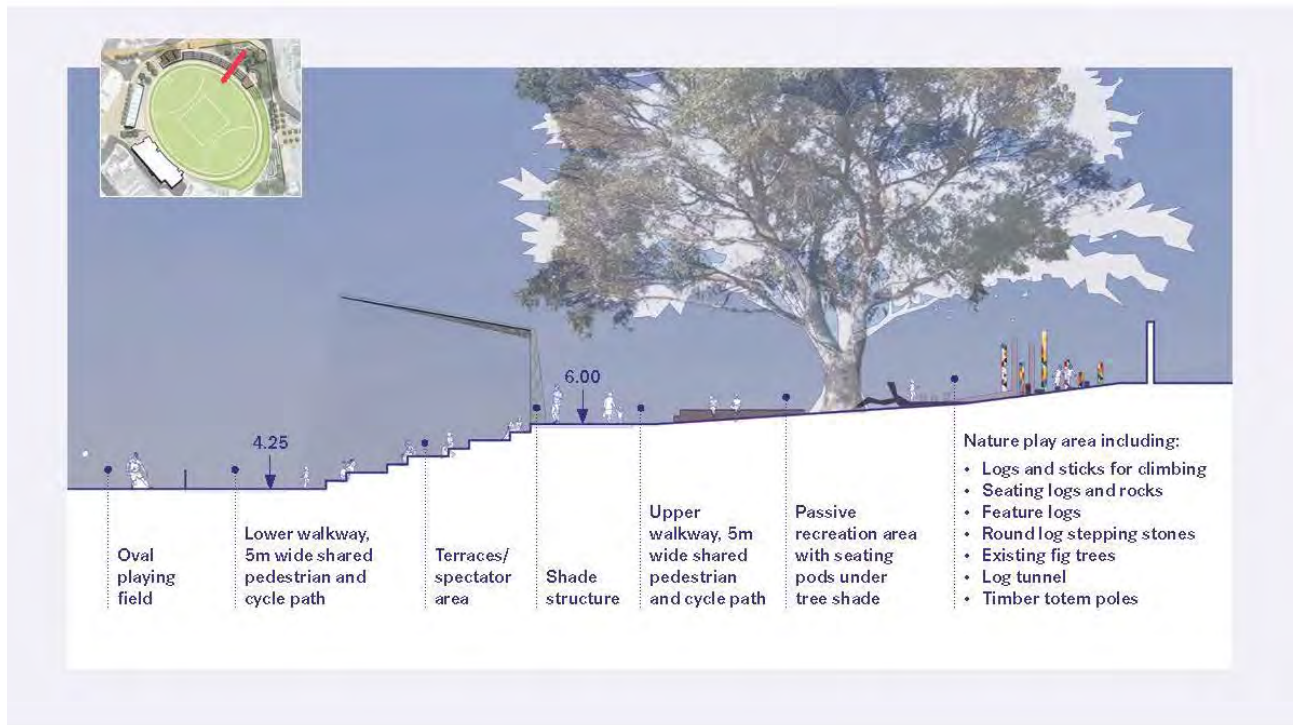 6.00
4.25
Oval
playing
field
Lower walkway,
5m wide shared
pedestrian and
cycle path
Terraces/
spectator
area
Shade
structure
Upper
walkway, 5m
wide shared
pedestrian
and cycle path
Passive
recreation area
with seating
pods under
tree shade
Nature play area including:
• Logs and sticks for climbing
• Seating logs and rocks
• Feature logs
• Round log stepping stones
• Existing fig trees
• Log tunnel
• Timber totem poles